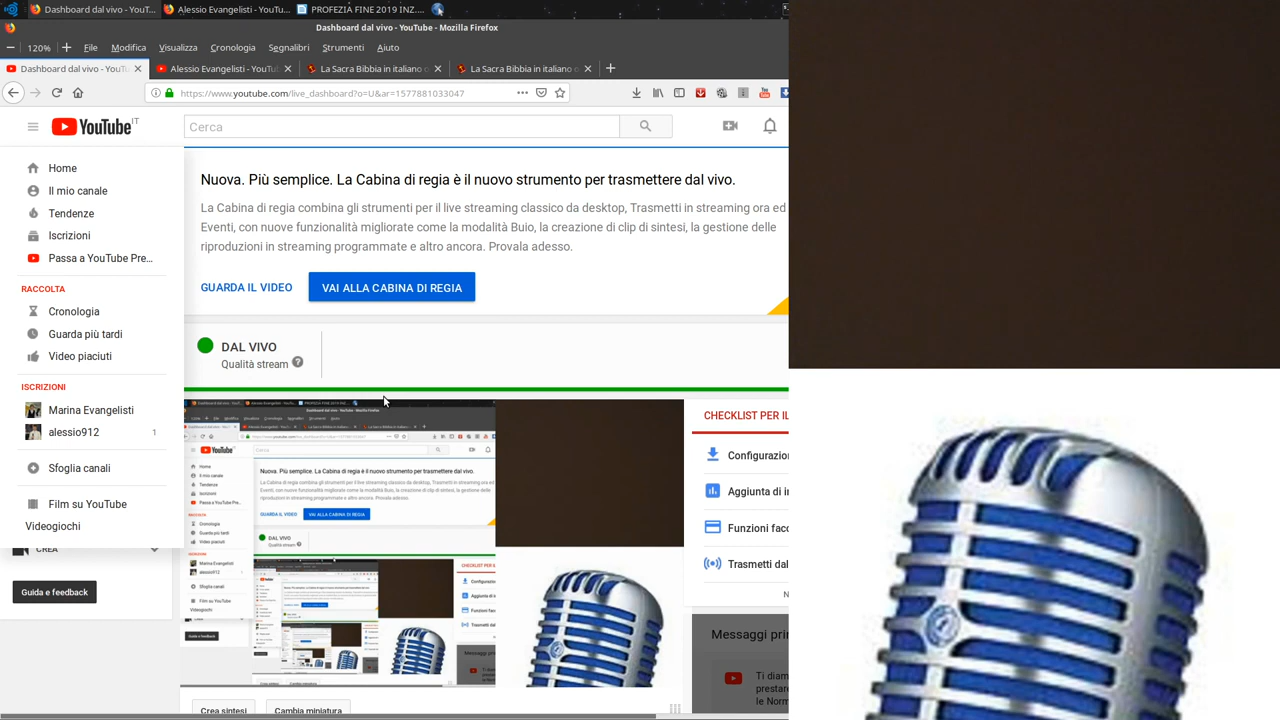 Dashboard dal vivo - YouT...
Alessio Evangelisti - YouTu...
PROFEZIA FINE 2019 INZ....
Dashboard dal vivo - YouTube - Mozilla Firefox
120%
File
Modifica
Visualizza
Cronologia
Segnalibri
Strumenti
Aiuto
Dashboard dal vivo - YouTu
Alessio Evangelisti - YouTu
La Sacra Bibbia in italiano o
La Sacra Bibbia in italiano o
https://www.youtube.com/live_dashboard?o=U&ar=1577881033047
YouTube IT
Cerca
Home
Il mio canale
Tendenze
Iscrizioni
Passa a YouTube Pre...
RACCOLTA
Cronologia
Guarda più tardi
Video piaciuti
ISCRIZIONI
Marina Evangelisti
alessio912 1
Sfoglia canali
Film su YouTube
Videogiochi
CREA
Guida e feedback
Nuova. Più semplice. La Cabina di regia è il nuovo strumento per trasmettere dal vivo.
La Cabina di regia combina gli strumenti per il live streaming classico da desktop, Trasmetti in streaming ora ed
Eventi, con nuove funzionalità migliorate come la modalità Buio, la creazione di clip di sintesi, la gestione delle
riproduzioni in streaming programmate e altro ancora. Provala adesso.
GUARDA IL VIDEO
VAI ALLA CABINA DI REGIA
DAL VIVO
Qualità stream ?
CHECKLIST PER IL
Configurazion
Aggiunta di in
Funzioni facc
Trasmetti dal
Messaggi prin
Ti diam
prestar
le Norm
Crea sintesi
Cambia miniatura